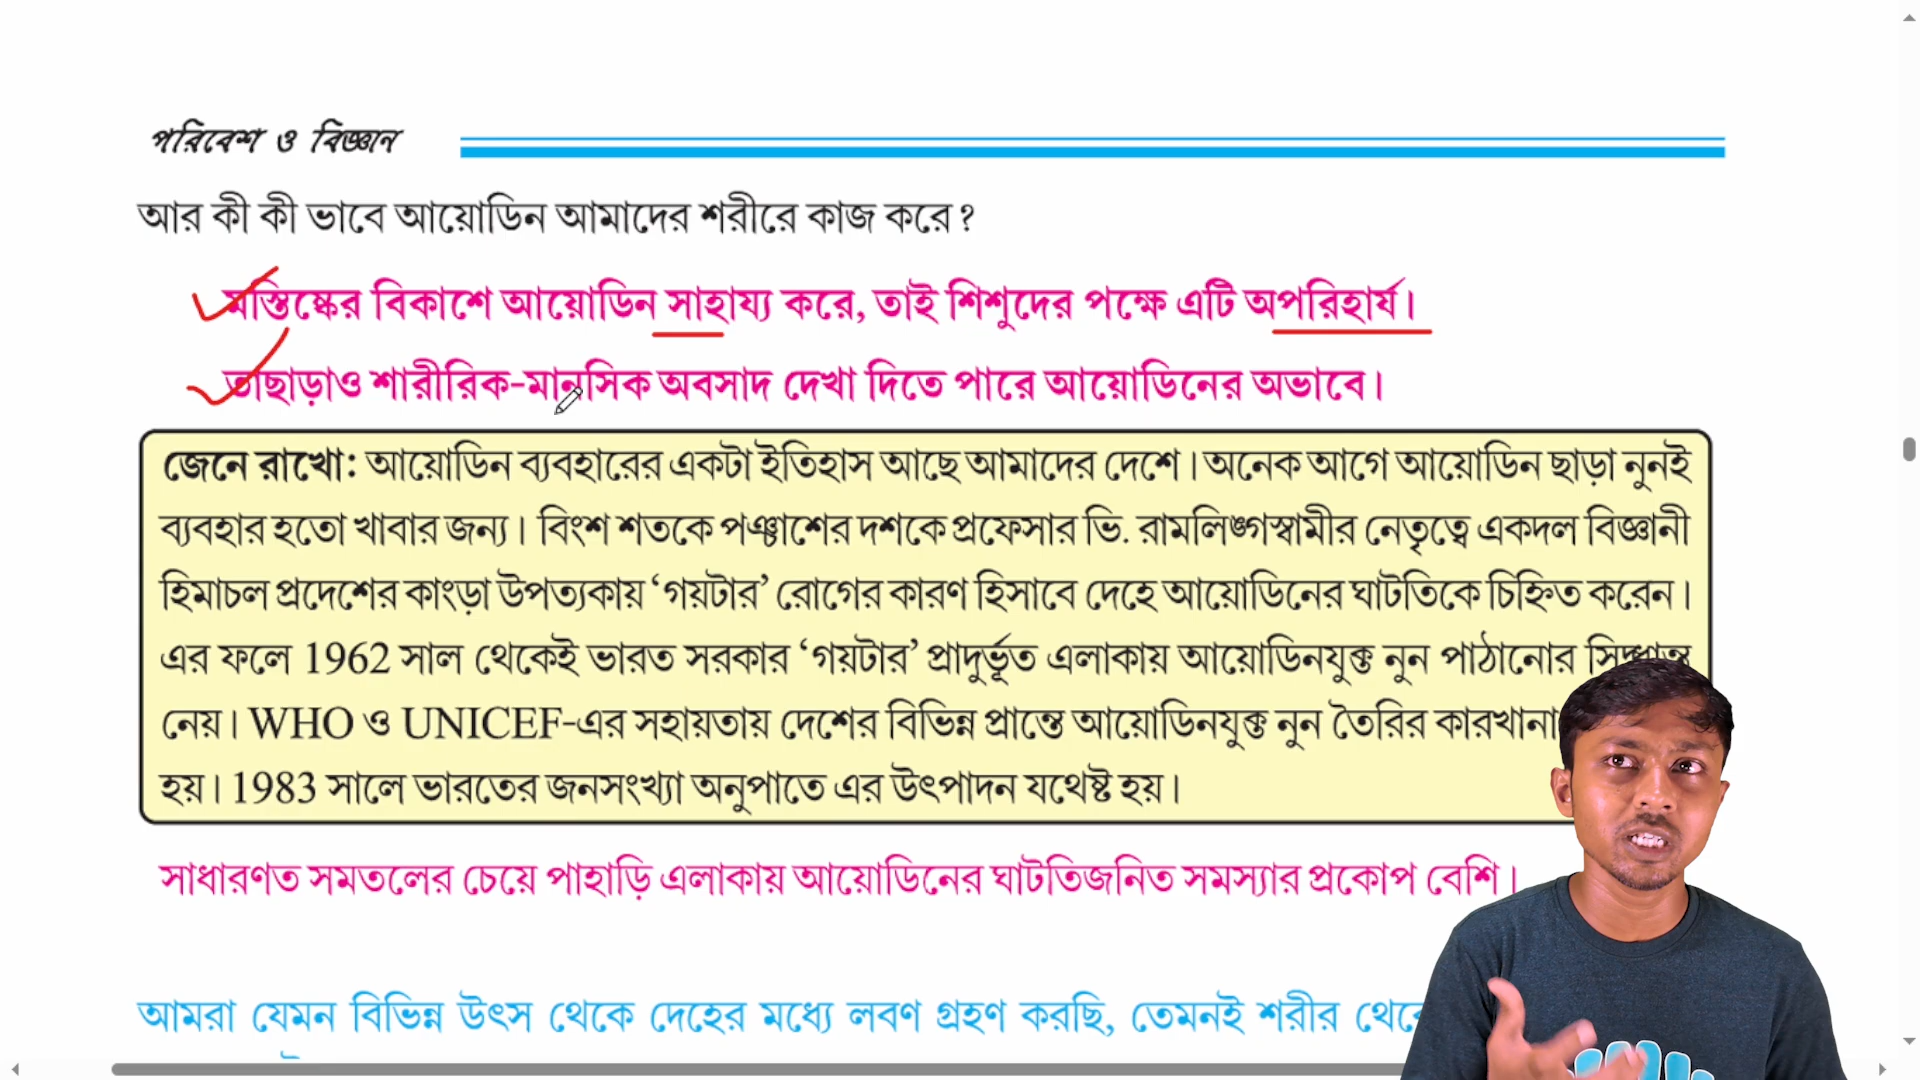 পরিবেশ ও বিজ্ঞান
আর কী কী ভাবে আয়োডিন আমাদের শরীরে কাজ করে?
মস্তিষ্কের বিকাশে আয়োডিন সাহায্য করে, তাই শিশুদের পক্ষে এটি অপরিহার্য।
তাছাড়াও শারীরিক-মানসিক অবসাদ দেখা দিতে পারে আয়োডিনের অভাবে।
জেনে রাখো: আয়োডিন ব্যবহারের একটা ইতিহাস আছে আমাদের দেশে। অনেক আগে আয়োডিন ছাড়া নুনই
ব্যবহার হতো খাবার জন্য। বিংশ শতকে পঞ্চাশের দশকে প্রফেসার ভি. রামলিঙ্গস্বামীর নেতৃত্বে একদল বিজ্ঞানী
হিমাচল প্রদেশের কাংড়া উপত্যকায় ‘গয়টার’ রোগের কারণ হিসাবে দেহে আয়োডিনের ঘাটতিকে চিহ্নিত করেন।
এর ফলে 1962 সাল থেকেই ভারত সরকার ‘গয়টার’ প্রাদুর্ভূত এলাকায় আয়োডিনযুক্ত নুন পাঠানোর সিদ্ধান্ত
নেয়। WHO ও UNICEF-এর সহায়তায় দেশের বিভিন্ন প্রান্তে আয়োডিনযুক্ত নুন তৈরির কারখানা
হয়। 1983 সালে ভারতের জনসংখ্যা অনুপাতে এর উৎপাদন যথেষ্ট হয়।
সাধারণত সমতলের চেয়ে পাহাড়ি এলাকায় আয়োডিনের ঘাটতিজনিত সমস্যার প্রকোপ বেশি।
আমরা যেমন বিভিন্ন উৎস থেকে দেহের মধ্যে লবণ গ্রহণ করছি, তেমনই শরীর